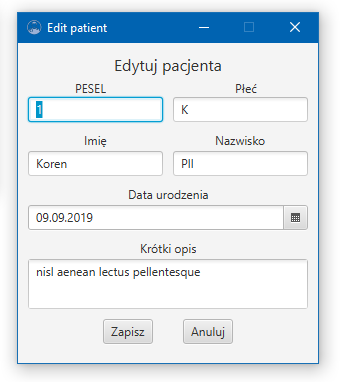 Edit patient
Edytuj pacjenta
PESEL Płeć
1 K
Imię Nazwisko
Koren Pll
Data urodzenia
09.09.2019
Krótki opis
nisl aenean lectus pellentesque
Zapisz Anuluj